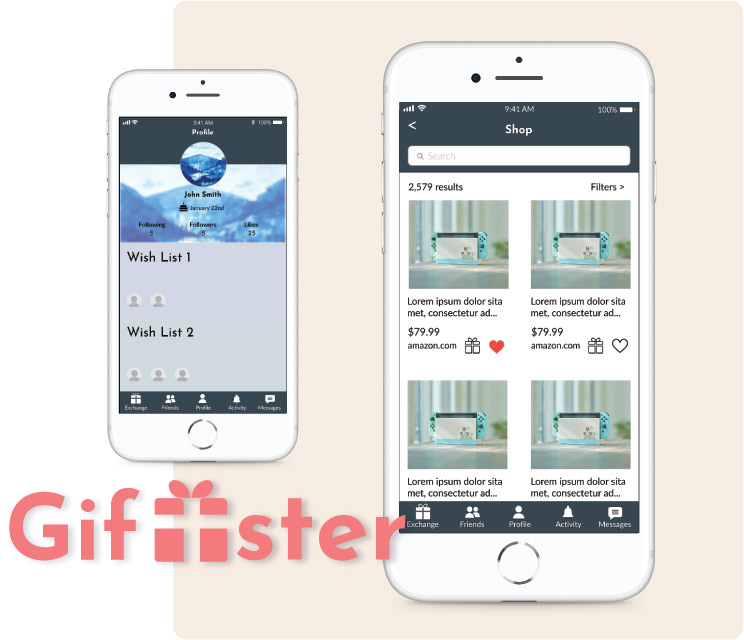 9:41 AM
100%
Profile
John Smith
January 22nd
Following
5
Followers
5
Likes
25
Wish List 1
Wish List 2
Exchange
Friends
Profile
Activity
Messages
9:41 AM
100%
<
Shop
Search
2,579 results
Filters >
Lorem ipsum dolor sita
met, consectetur ad...
$79.99
amazon.com
Lorem ipsum dolor sita
met, consectetur ad...
$79.99
amazon.com
Lorem ipsum dolor sita
met, consectetur ad...
Lorem ipsum dolor sita
met, consectetur ad...
Exchange
Friends
Profile
Activity
Messages
Gifster